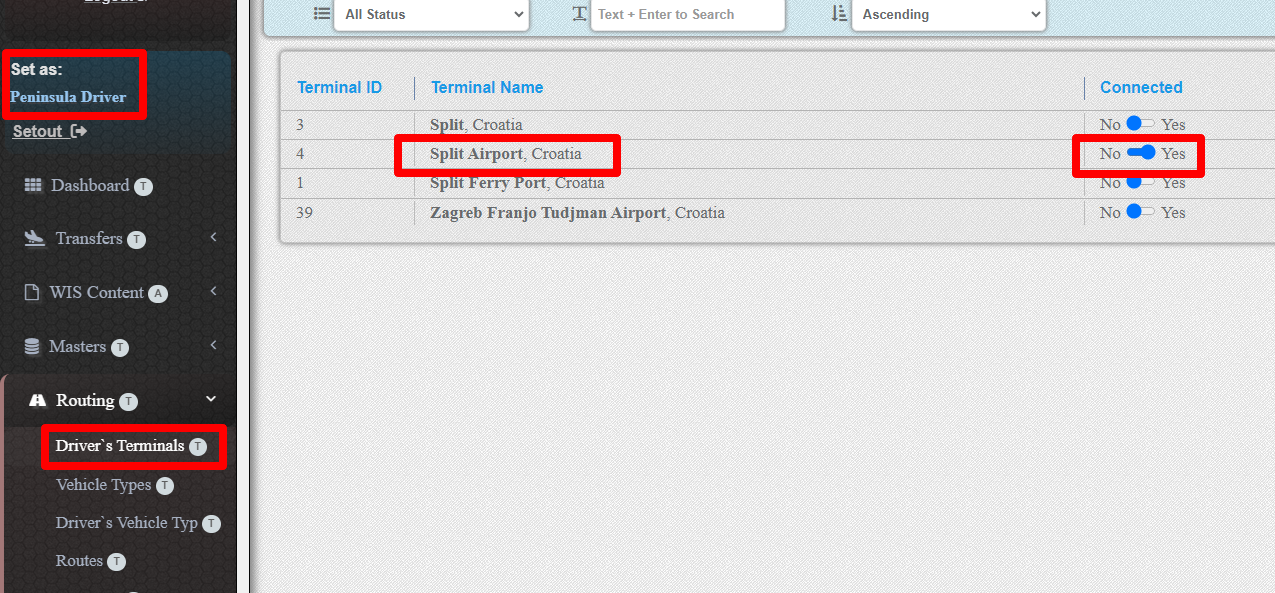 All Status
Text + Enter to Search
Ascending
Set as:
Peninsula Driver
Setout
Dashboard T
Transfers T
WIS Content A
Masters T
Routing T
Driver`s Terminals T
Vehicle Types T
Driver`s Vehicle Typ T
Routes T
Terminal ID Terminal Name Connected
3 Split, Croatia No Yes
4 Split Airport, Croatia No Yes
1 Split Ferry Port, Croatia No Yes
39 Zagreb Franjo Tudjman Airport, Croatia No Yes